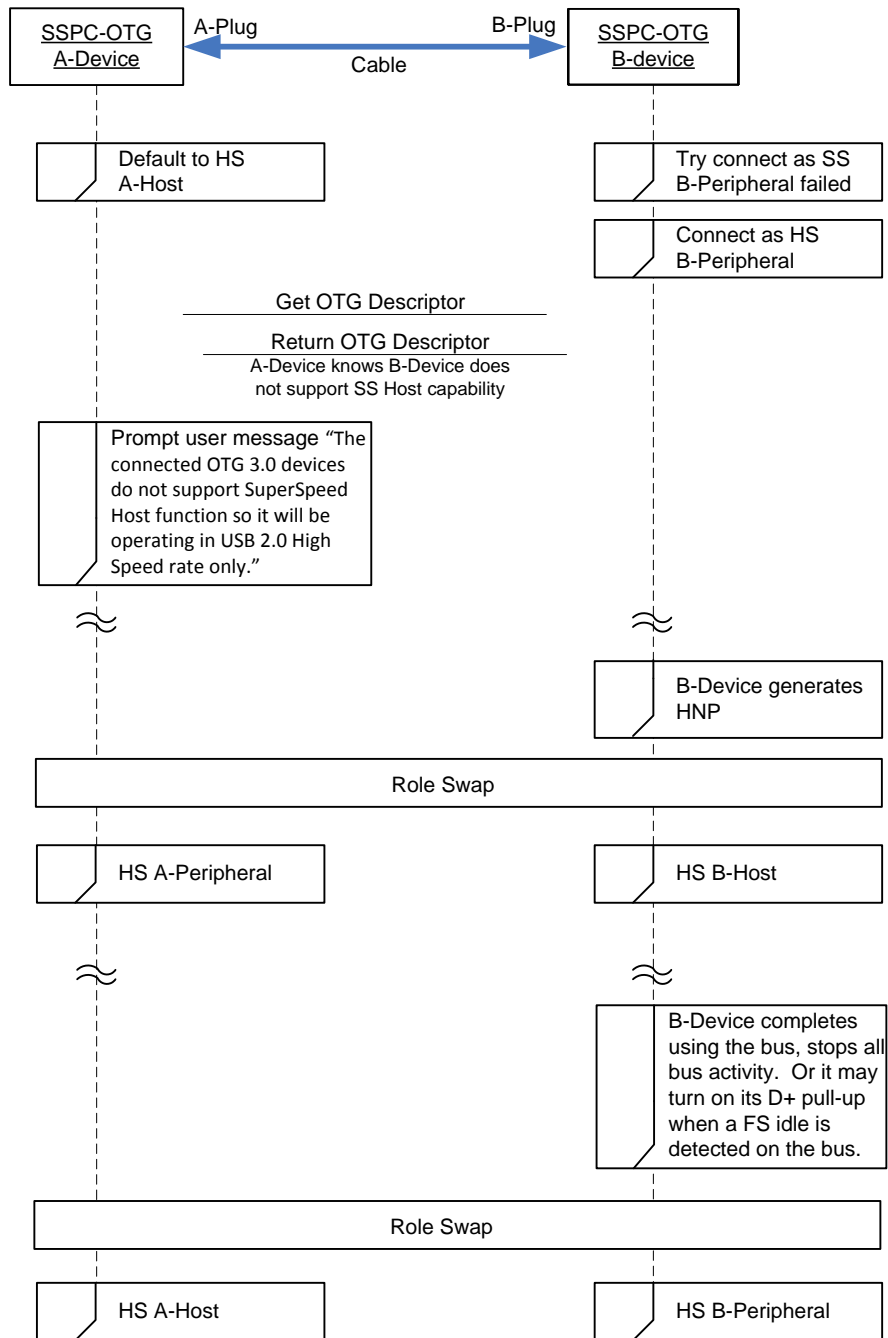 SSPC-OTG
A-Device
A-Plug
B-Plug
Cable
SSPC-OTG
B-device
Default to HS
A-Host
Try connect as SS
B-Peripheral failed
Connect as HS
B-Peripheral
Get OTG Descriptor
Return OTG Descriptor
A-Device knows B-Device does
not support SS Host capability
Prompt user message “The
connected OTG 3.0 devices
do not support SuperSpeed
Host function so it will be
operating in USB 2.0 High
Speed rate only.”
B-Device generates
HNP
Role Swap
HS A-Peripheral
HS B-Host
B-Device completes
using the bus, stops all
bus activity. Or it may
turn on its D+ pull-up
when a FS idle is
detected on the bus.
Role Swap
HS A-Host
HS B-Peripheral